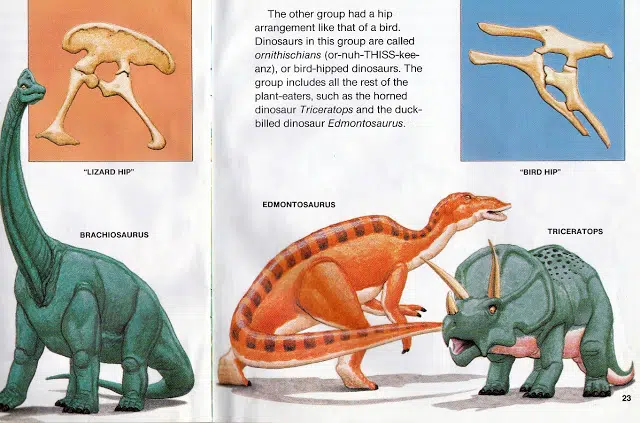 The other group had a hip
arrangement like that of a bird.
Dinosaurs in this group are called
ornithischians (or-nuh-THISS-kee-
anz), or bird-hipped dinosaurs. The
group includes all the rest of the
plant-eaters, such as the horned
dinosaur Triceratops and the duck-
billed dinosaur Edmontosaurus.
"LIZARD HIP"
"BIRD HIP"
BRACHIOSAURUS
EDMONTOSAURUS
TRICERATOPS
23